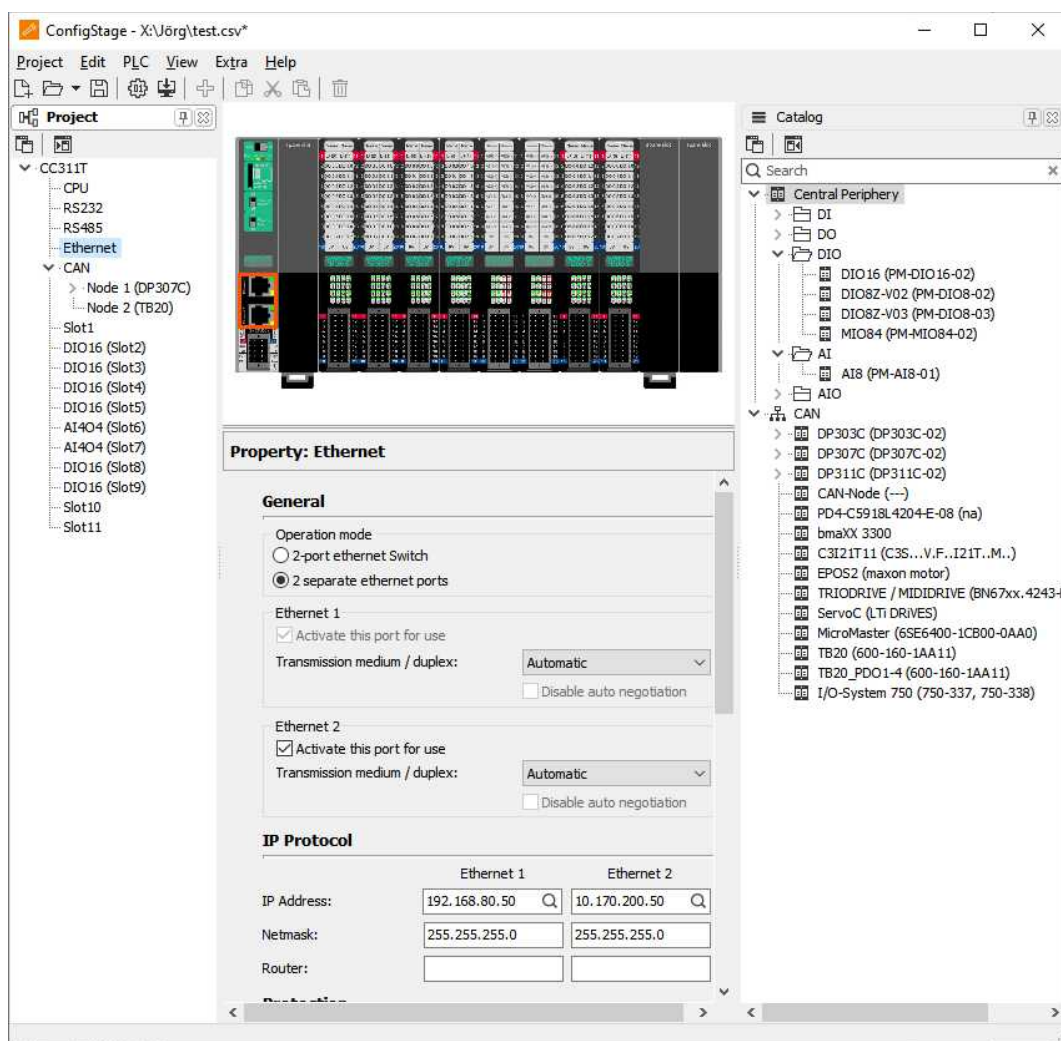 ConfigStage - X:\Jörg\test.csv*
Project Edit PLC View Extra Help
Project
CC311T
CPU
RS232
RS485
Ethernet
CAN
Node 1 (DP307C)
Node 2 (TB20)
Slot1
DIO16 (Slot2)
DIO16 (Slot3)
DIO16 (Slot4)
DIO16 (Slot5)
AI4O4 (Slot6)
AI4O4 (Slot7)
DIO16 (Slot8)
DIO16 (Slot9)
Slot10
Slot11
Property: Ethernet
General
Operation mode
2-port ethernet Switch
2 separate ethernet ports
Ethernet 1
Activate this port for use
Transmission medium / duplex: Automatic
Disable auto negotiation
Ethernet 2
Activate this port for use
Transmission medium / duplex: Automatic
Disable auto negotiation
IP Protocol
Ethernet 1 Ethernet 2
IP Address: 192.168.80.50 10.170.200.50
Netmask: 255.255.255.0 255.255.255.0
Router:
Catalog
Search
Central Periphery
DI
DO
DIO
DIO16 (PM-DIO16-02)
DIO8Z-V02 (PM-DIO8-02)
DIO8Z-V03 (PM-DIO8-03)
MIO84 (PM-MIO84-02)
AI
AI8 (PM-AI8-01)
AIO
CAN
DP303C (DP303C-02)
DP307C (DP307C-02)
DP311C (DP311C-02)
CAN-Node (---)
PD4-C5918L4204-E-08 (na)
bmaXX 3300
C3I21T11 (C3S...V.F..I21T..M..)
EPOS2 (maxon motor)
TRIODRIVE / MIDIDRIVE (BN67xx.4243-
ServoC (LTi DRiVES)
MicroMaster (6SE6400-1CB00-0AA0)
TB20 (600-160-1AA11)
TB20_PDO1-4 (600-160-1AA11)
I/O-System 750 (750-337, 750-338)